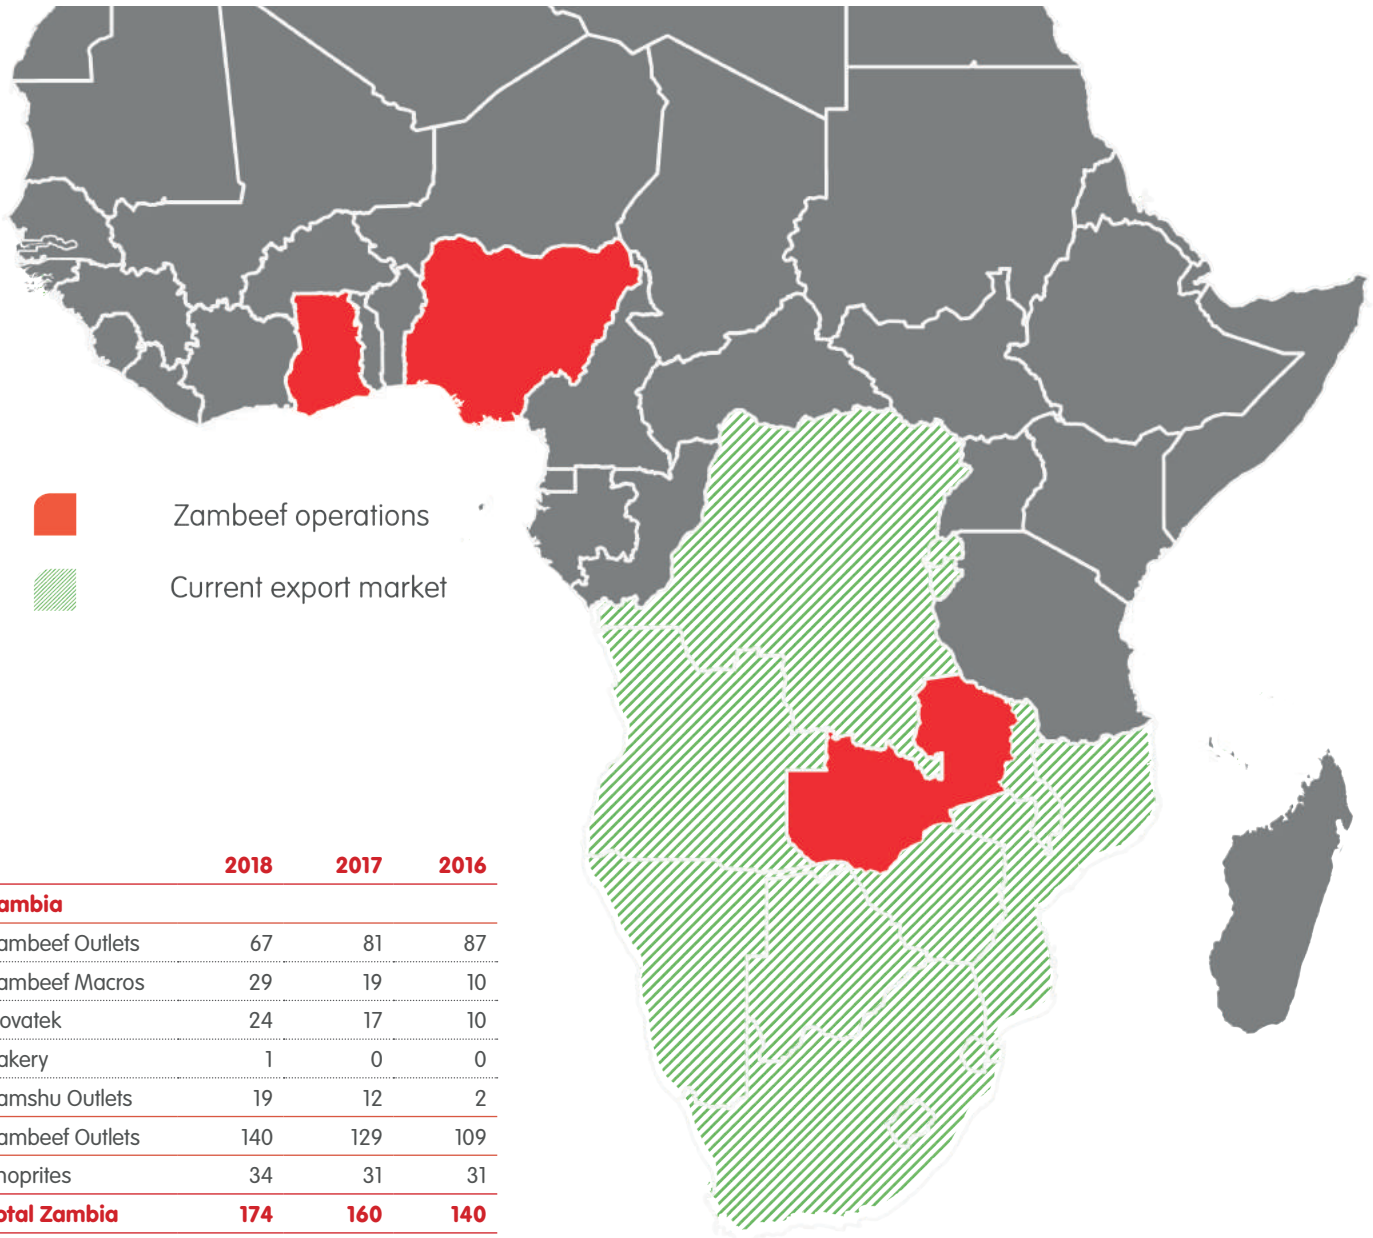 Zambeef operations
Current export market
2018 2017 2016
ambia
ambeef Outlets 67 81 87
ambeef Macros 29 19 10
ovatek 24 17 10
akery 1 0 0
amshu Outlets 19 12 2
ambeef Outlets 140 129 109
hoprites 34 31 31
otal Zambia 174 160 140